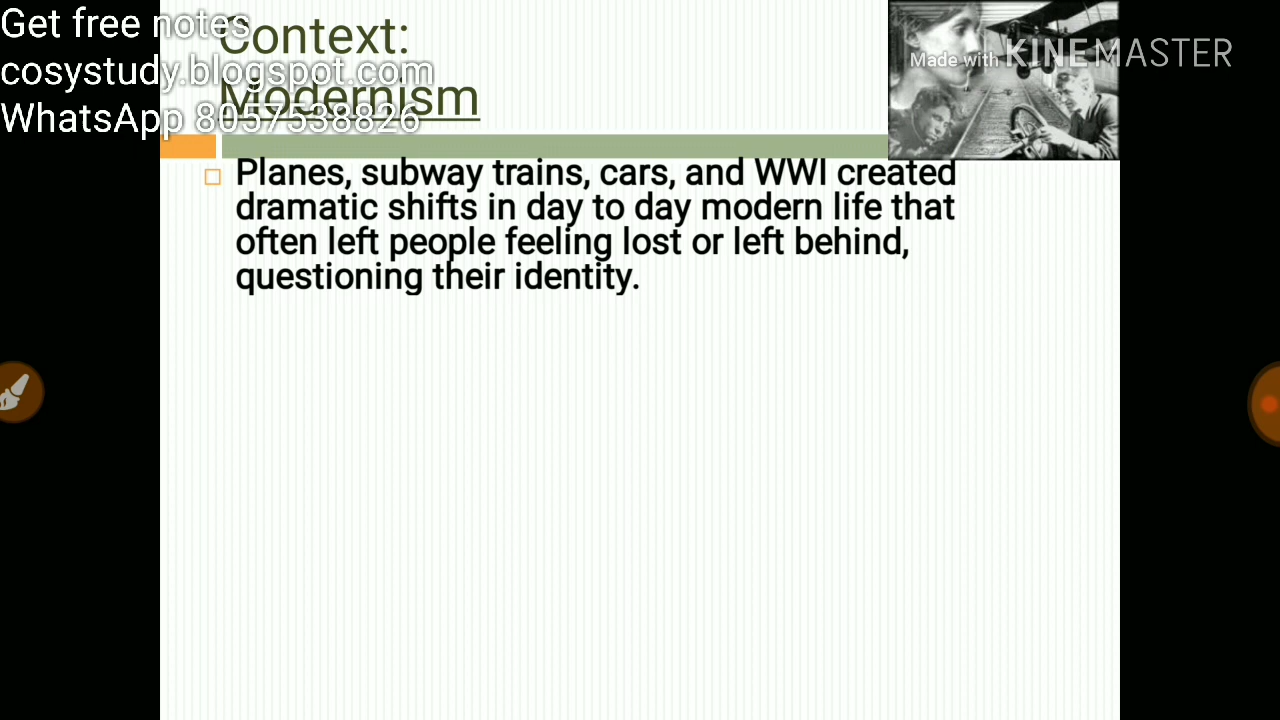 Get free notes
cosystudy.blogspot.com
WhatsApp 8057538826
Context:
Modernism
Made with KINEMASTER
Planes, subway trains, cars, and WWI created
dramatic shifts in day to day modern life that
often left people feeling lost or left behind,
questioning their identity.